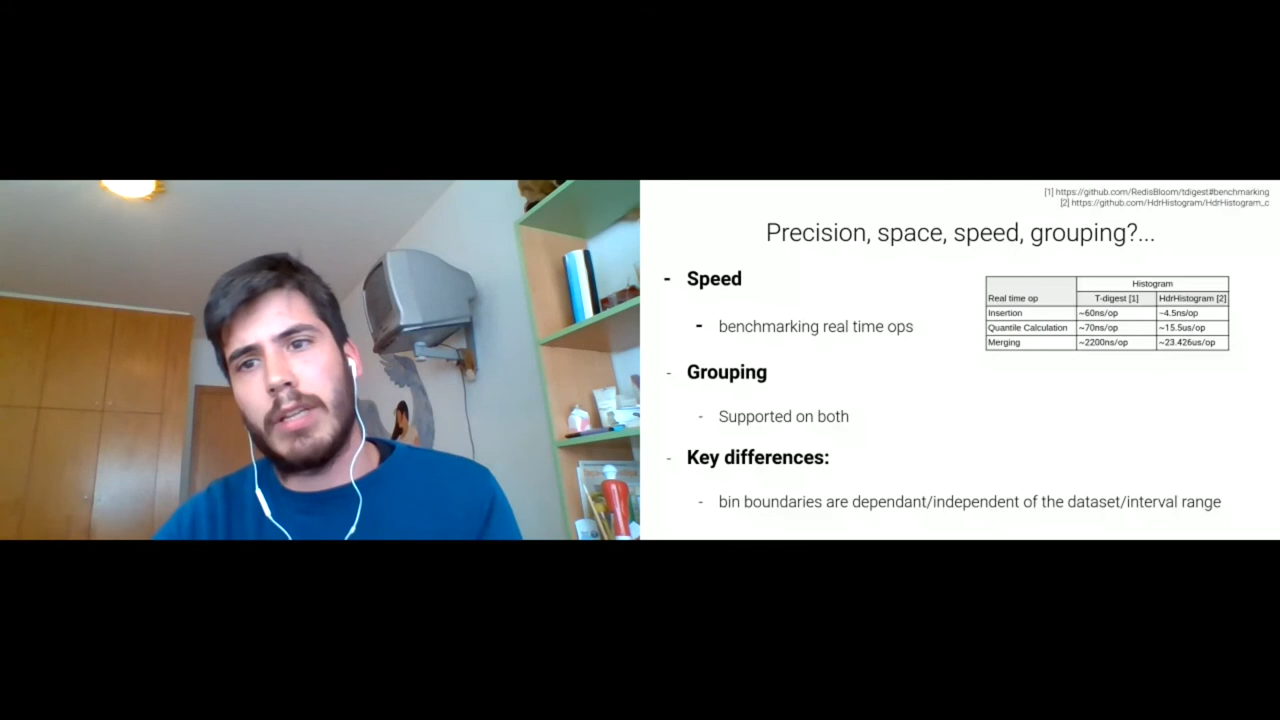 [1] https://github.com/RedisBloom/tdigest#benchmarking
[2] https://github.com/HdrHistogram/HdrHistogram_c
Precision, space, speed, grouping?...
- Speed
- benchmarking real time ops
Histogram
Real time op T-digest [1] HdrHistogram [2]
Insertion ~60ns/op ~4.5ns/op
Quantile Calculation ~70ns/op ~15.5us/op
Merging ~2200ns/op ~23.426us/op
- Grouping
- Supported on both
- Key differences:
- bin boundaries are dependant/independent of the dataset/interval range